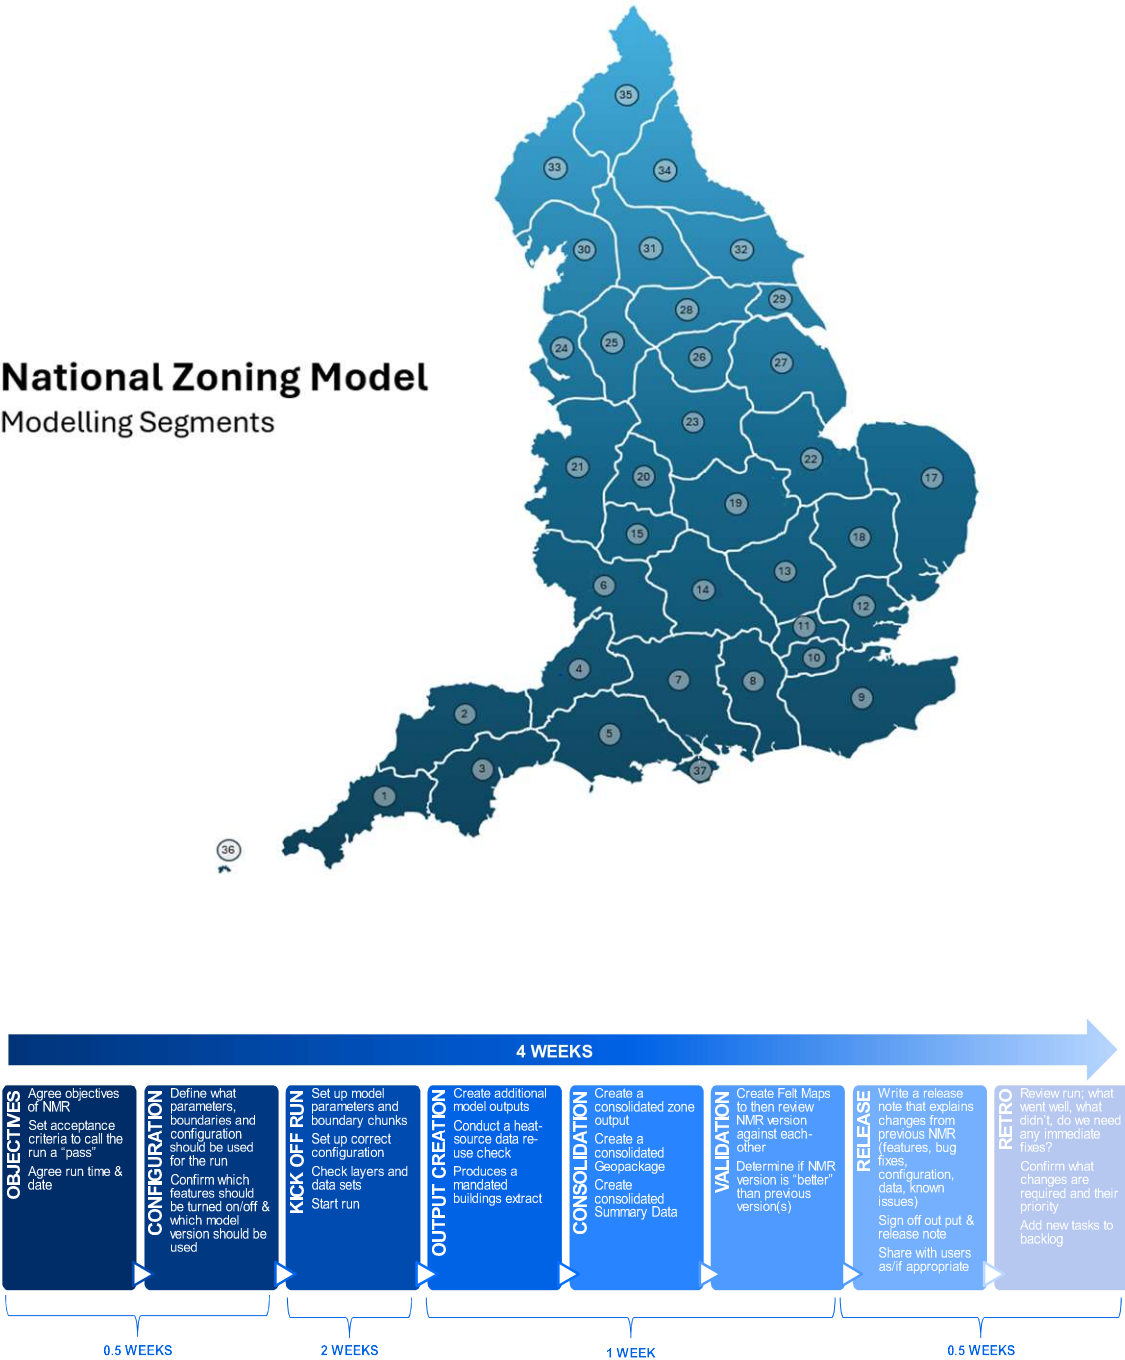 35
33
34
30
31
32
29
28
24
25
26
27
23
21
20
22
17
19
15
18
13
6
14
12
11
10
4
7
8
9
2
5
3
37
1
36
National Zoning Model
Modelling Segments
4 WEEKS
OBJECTIVES
Agree objectives
of NMR
Set acceptance
criteria to call the
run a “pass”
Agree run time &
date
CONFIGURATION
Define what
parameters,
boundaries and
configuration
should be used
for the run
Confirm which
features should
be turned on/off &
which model
version should be
used
KICK OFF RUN
Set up model
parameters and
boundary chunks
Set up correct
configuration
Check layers and
data sets
Start run
OUTPUT CREATION
Create additional
model outputs
Conduct a heat-
source data re-
use check
Produces a
mandated
buildings extract
CONSOLIDATION
Create a
consolidated zone
output
Create a
consolidated
Geopackage
Create
consolidated
Summary Data
VALIDATION
Create Felt Maps
to then review
NMR version
against each-
other
Determine if NMR
version is “better”
than previous
version(s)
RELEASE
Write a release
note that explains
changes from
previous NMR
(features, bug
fixes,
configuration,
data, known
issues)
Sign off out put &
release note
Share with users
as/if appropriate
RETRO
Review run; what
went well, what
didn’t, do we need
any immediate
fixes?
Confirm what
changes are
required and their
priority
Add new tasks to
backlog
0.5 WEEKS
2 WEEKS
1 WEEK
0.5 WEEKS